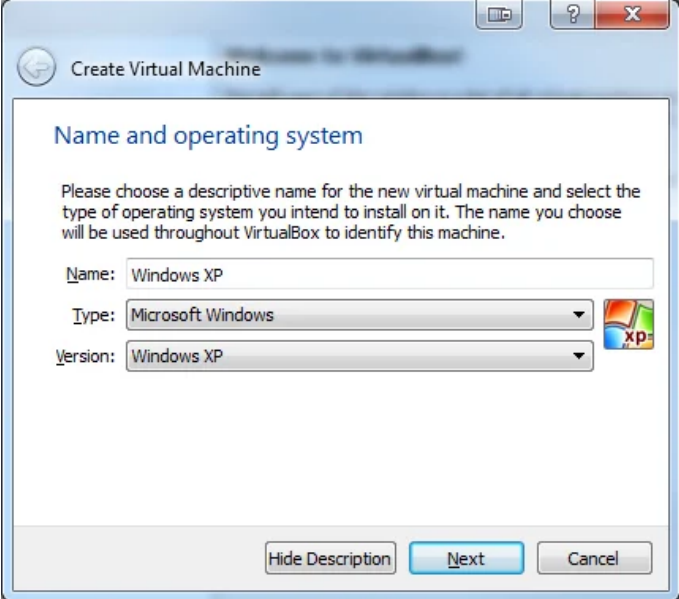 Create Virtual Machine
Name and operating system
Please choose a descriptive name for the new virtual machine and select the
type of operating system you intend to install on it. The name you choose
will be used throughout VirtualBox to identify this machine.
Name: Windows XP
Type: Microsoft Windows
xp
Version: Windows XP
Hide Description Next Cancel